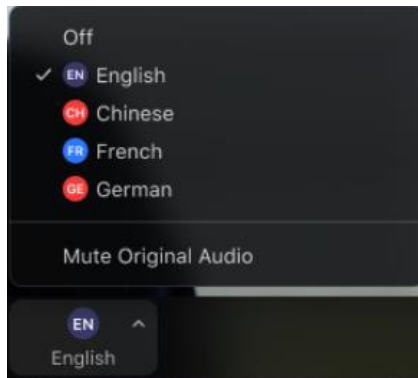 Off
EN English
CH Chinese
FR French
GE German
Mute Original Audio
EN
English